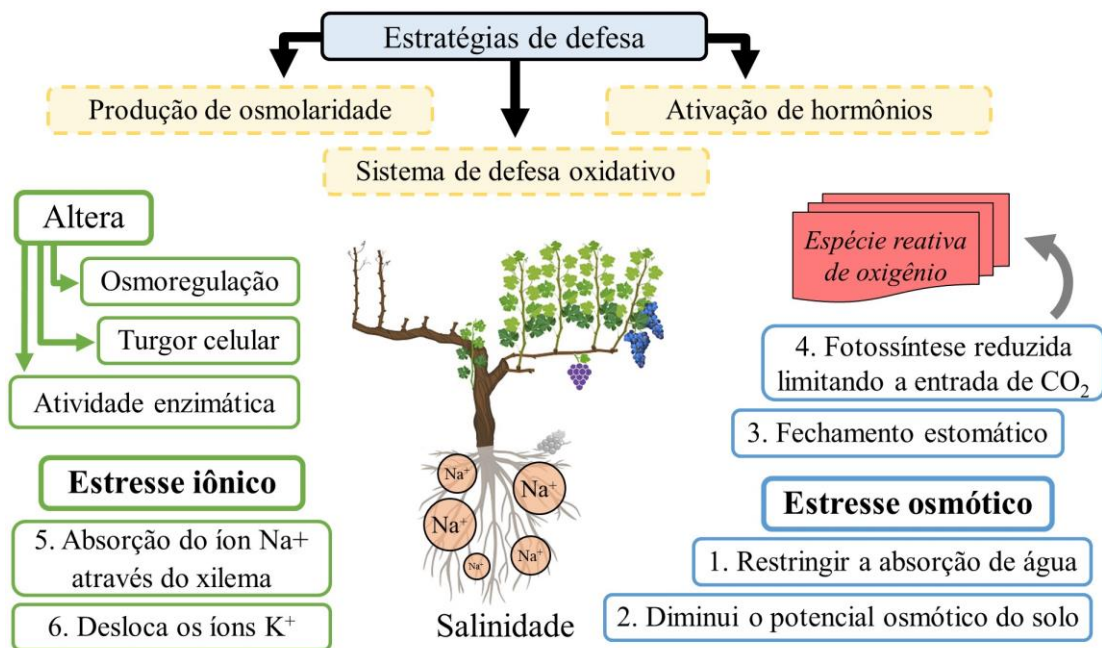 Estratégias de defesa
Produção de osmolaridade
Ativação de hormônios
Sistema de defesa oxidativo
Altera
Osmoregulação
Turgor celular
Atividade enzimática
Estresse iônico
5. Absorção do íon Na+
através do xilema
6. Desloca os íons K⁺
Na⁺
Na⁺
Na⁺
Na⁺
Na⁺
Salinidade
Espécie reativa
de oxigênio
4. Fotossíntese reduzida
limitando a entrada de CO₂
3. Fechamento estomático
Estresse osmótico
1. Restringir a absorção de água
2. Diminui o potencial osmótico do solo